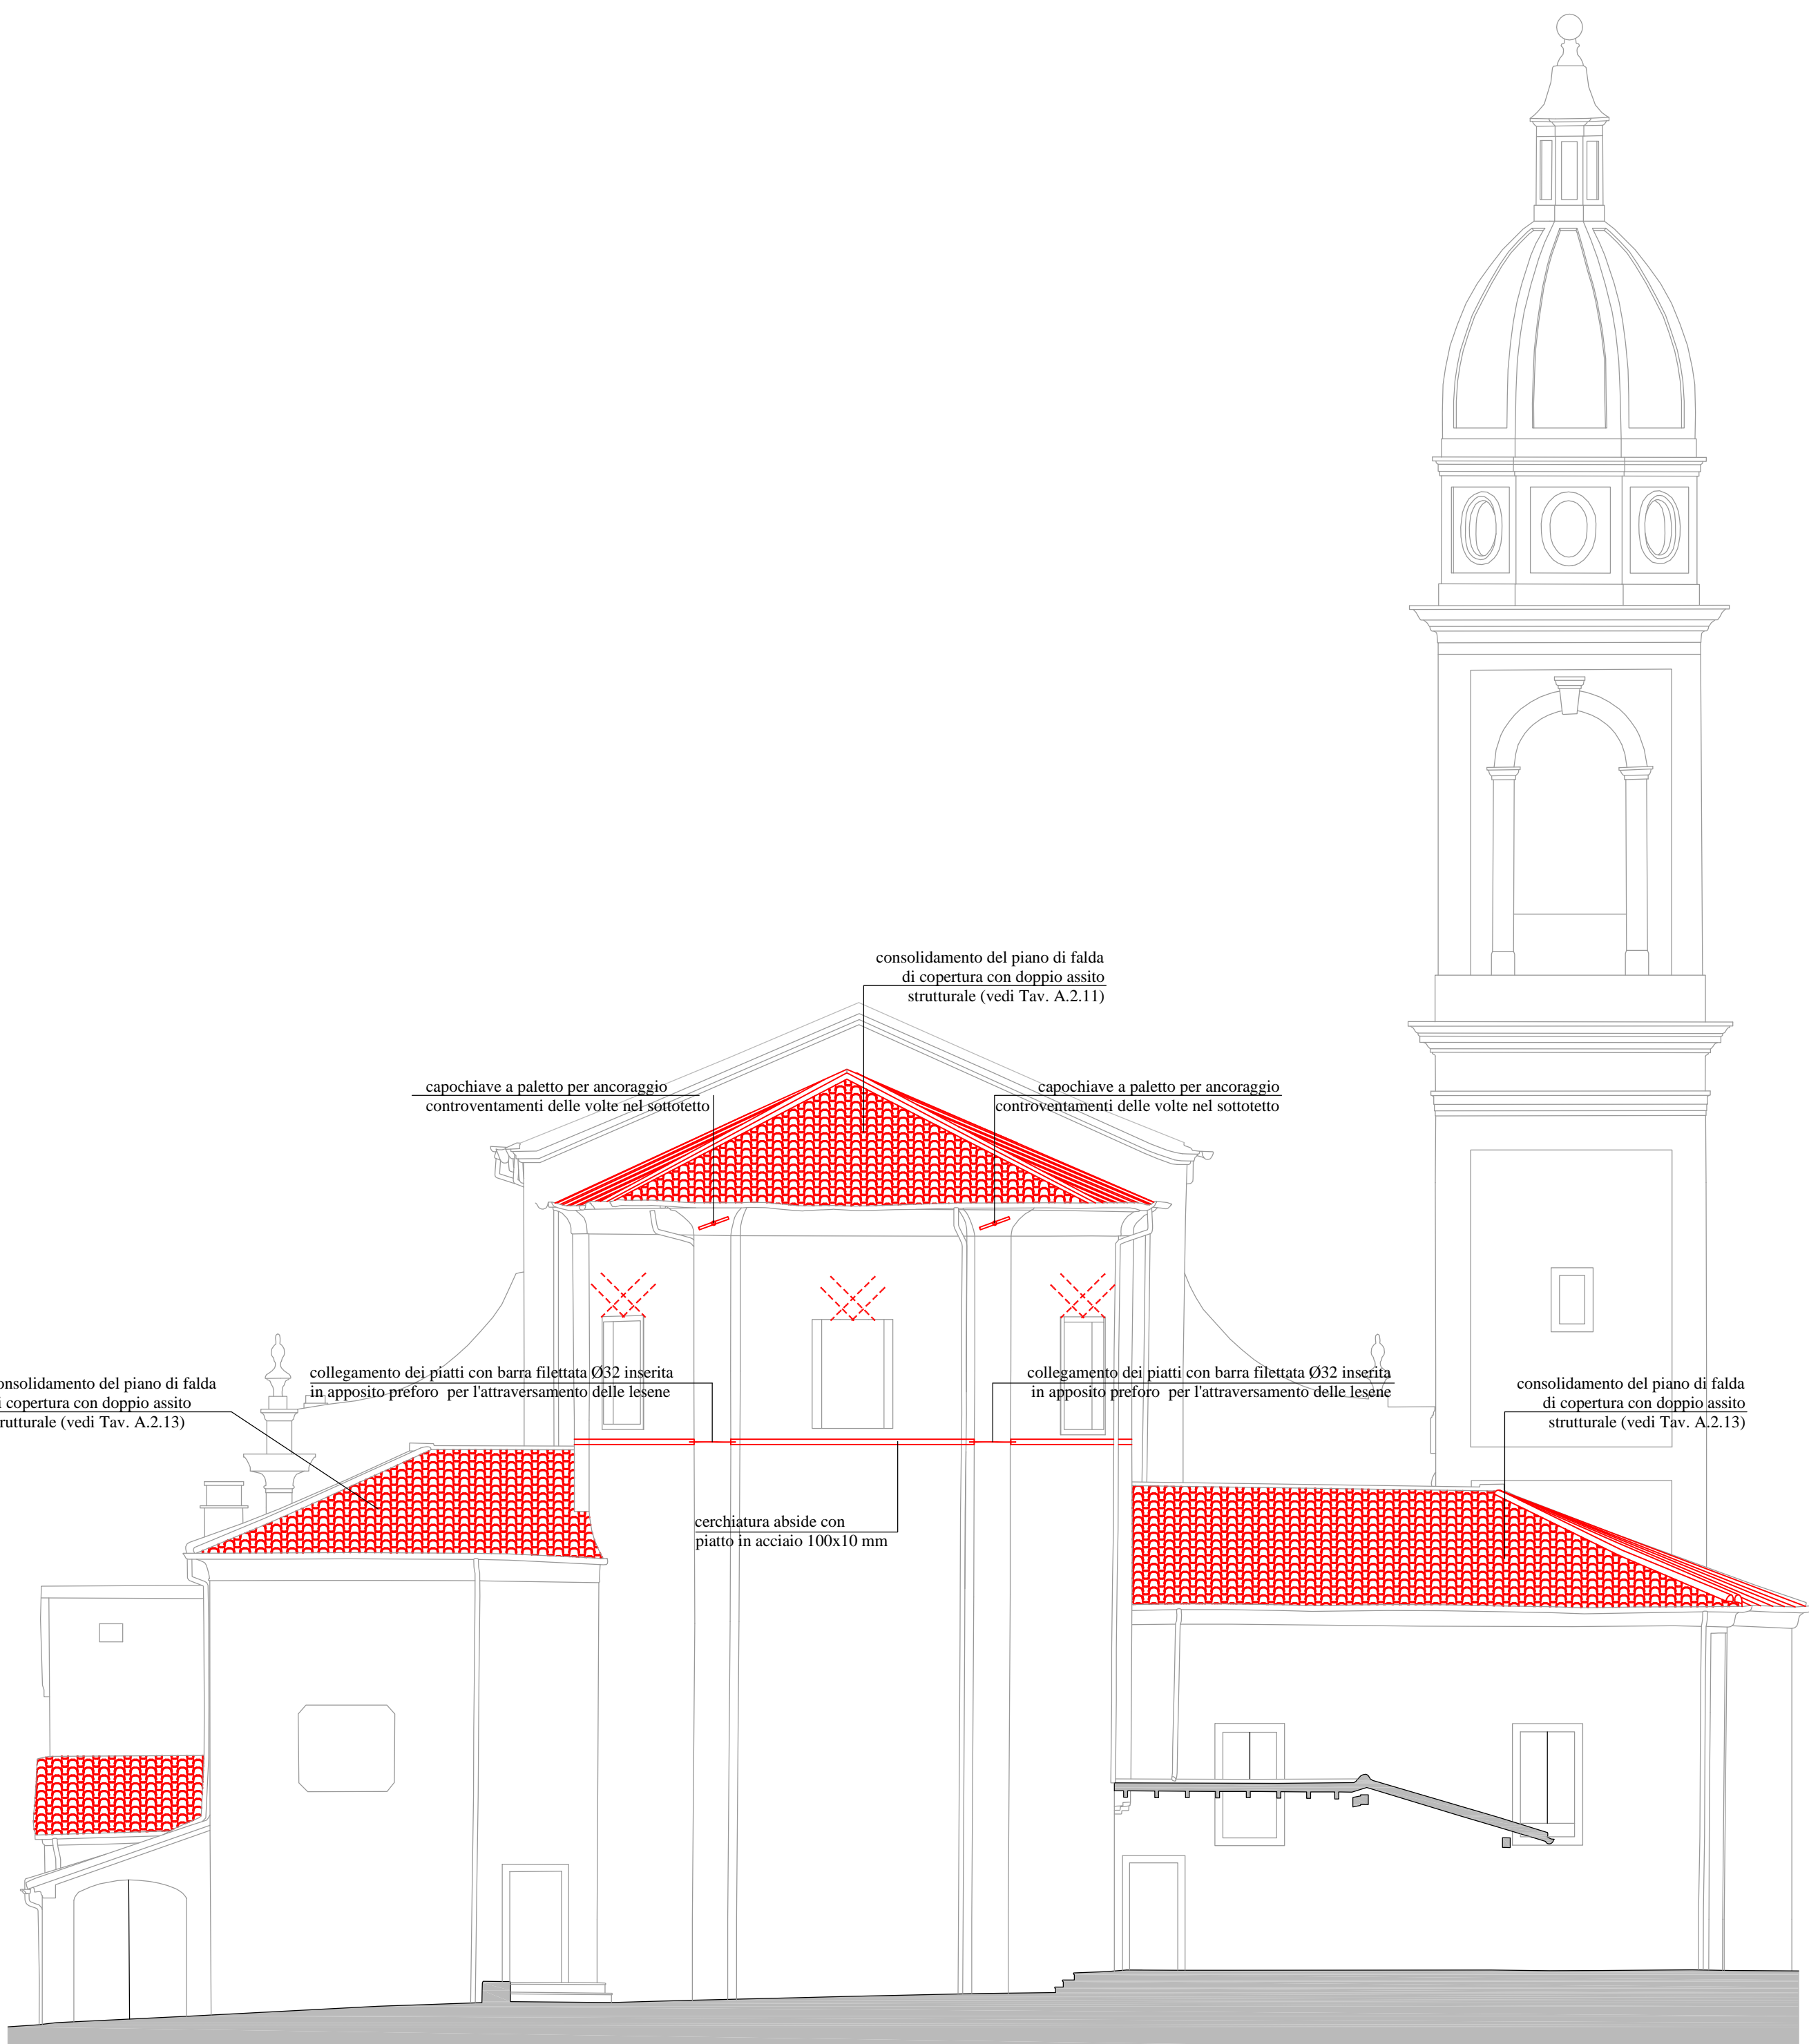 consolidamento del piano di falda
di copertura con doppio assito
strutturale (vedi Tav. A.2.11)
capochiave a paletto per ancoraggio
controventamenti delle volte nel sottotetto
capochiave a paletto per ancoraggio
controventamenti delle volte nel sottotetto
onsolidamento del piano di falda
i copertura con doppio assito
rutturale (vedi Tav. A.2.13)
collegamento dei piatti con barra filettata Ø32 inserita
in apposito preforo per l'attraversamento delle lesene
collegamento dei piatti con barra filettata Ø32 inserita
in apposito preforo per l'attraversamento delle lesene
consolidamento del piano di falda
di copertura con doppio assito
strutturale (vedi Tav. A.2.13)
cerchiatura abside con
piatto in acciaio 100x10 mm